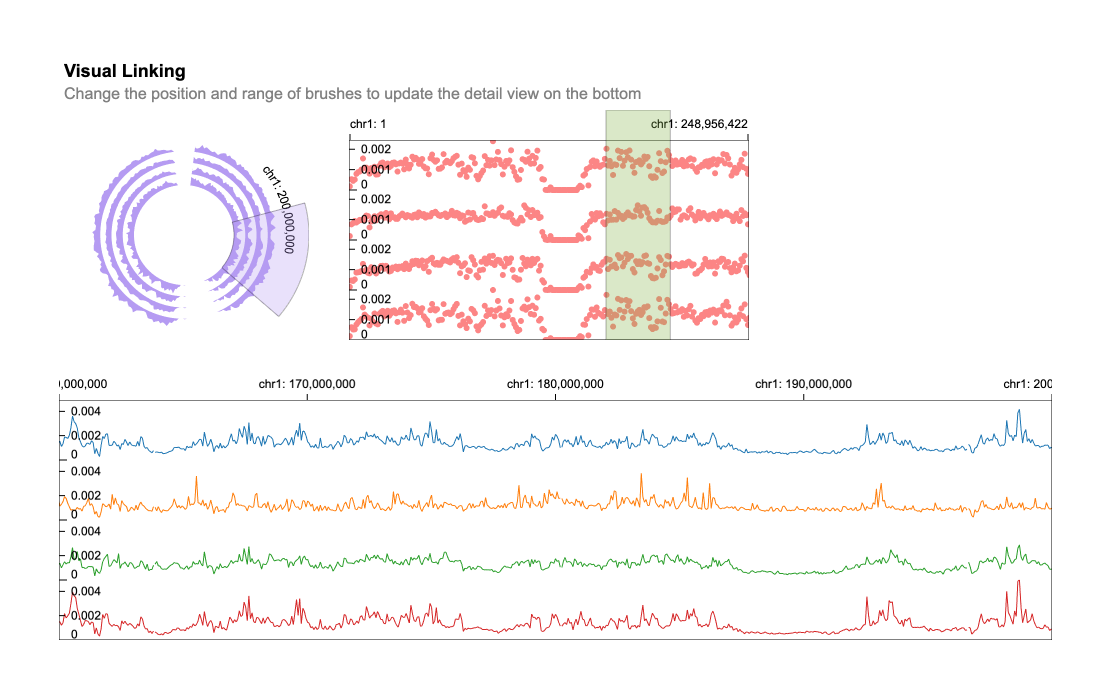 Visual Linking
Change the position and range of brushes to update the detail view on the bottom
chr1: 200,000,000
chr1: 1
chr1: 248,956,422
0.002
0.001
0
0.002
0.001
0
0.002
0.001
0
0.002
0.001
0
,000,000
chr1: 170,000,000
chr1: 180,000,000
chr1: 190,000,000
chr1: 200
0.004
0.002
0
0.004
0.002
0
0.004
0.002
0
0.004
0.002
0